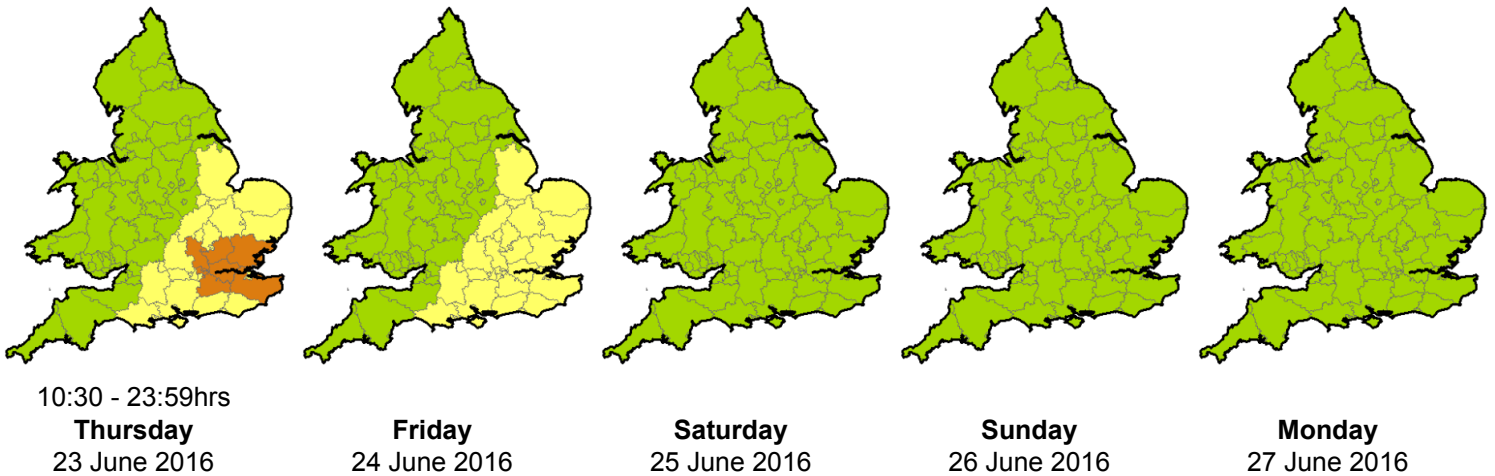 10:30 - 23:59hrs
Thursday
23 June 2016
Friday
24 June 2016
Saturday
25 June 2016
Sunday
26 June 2016
Monday
27 June 2016